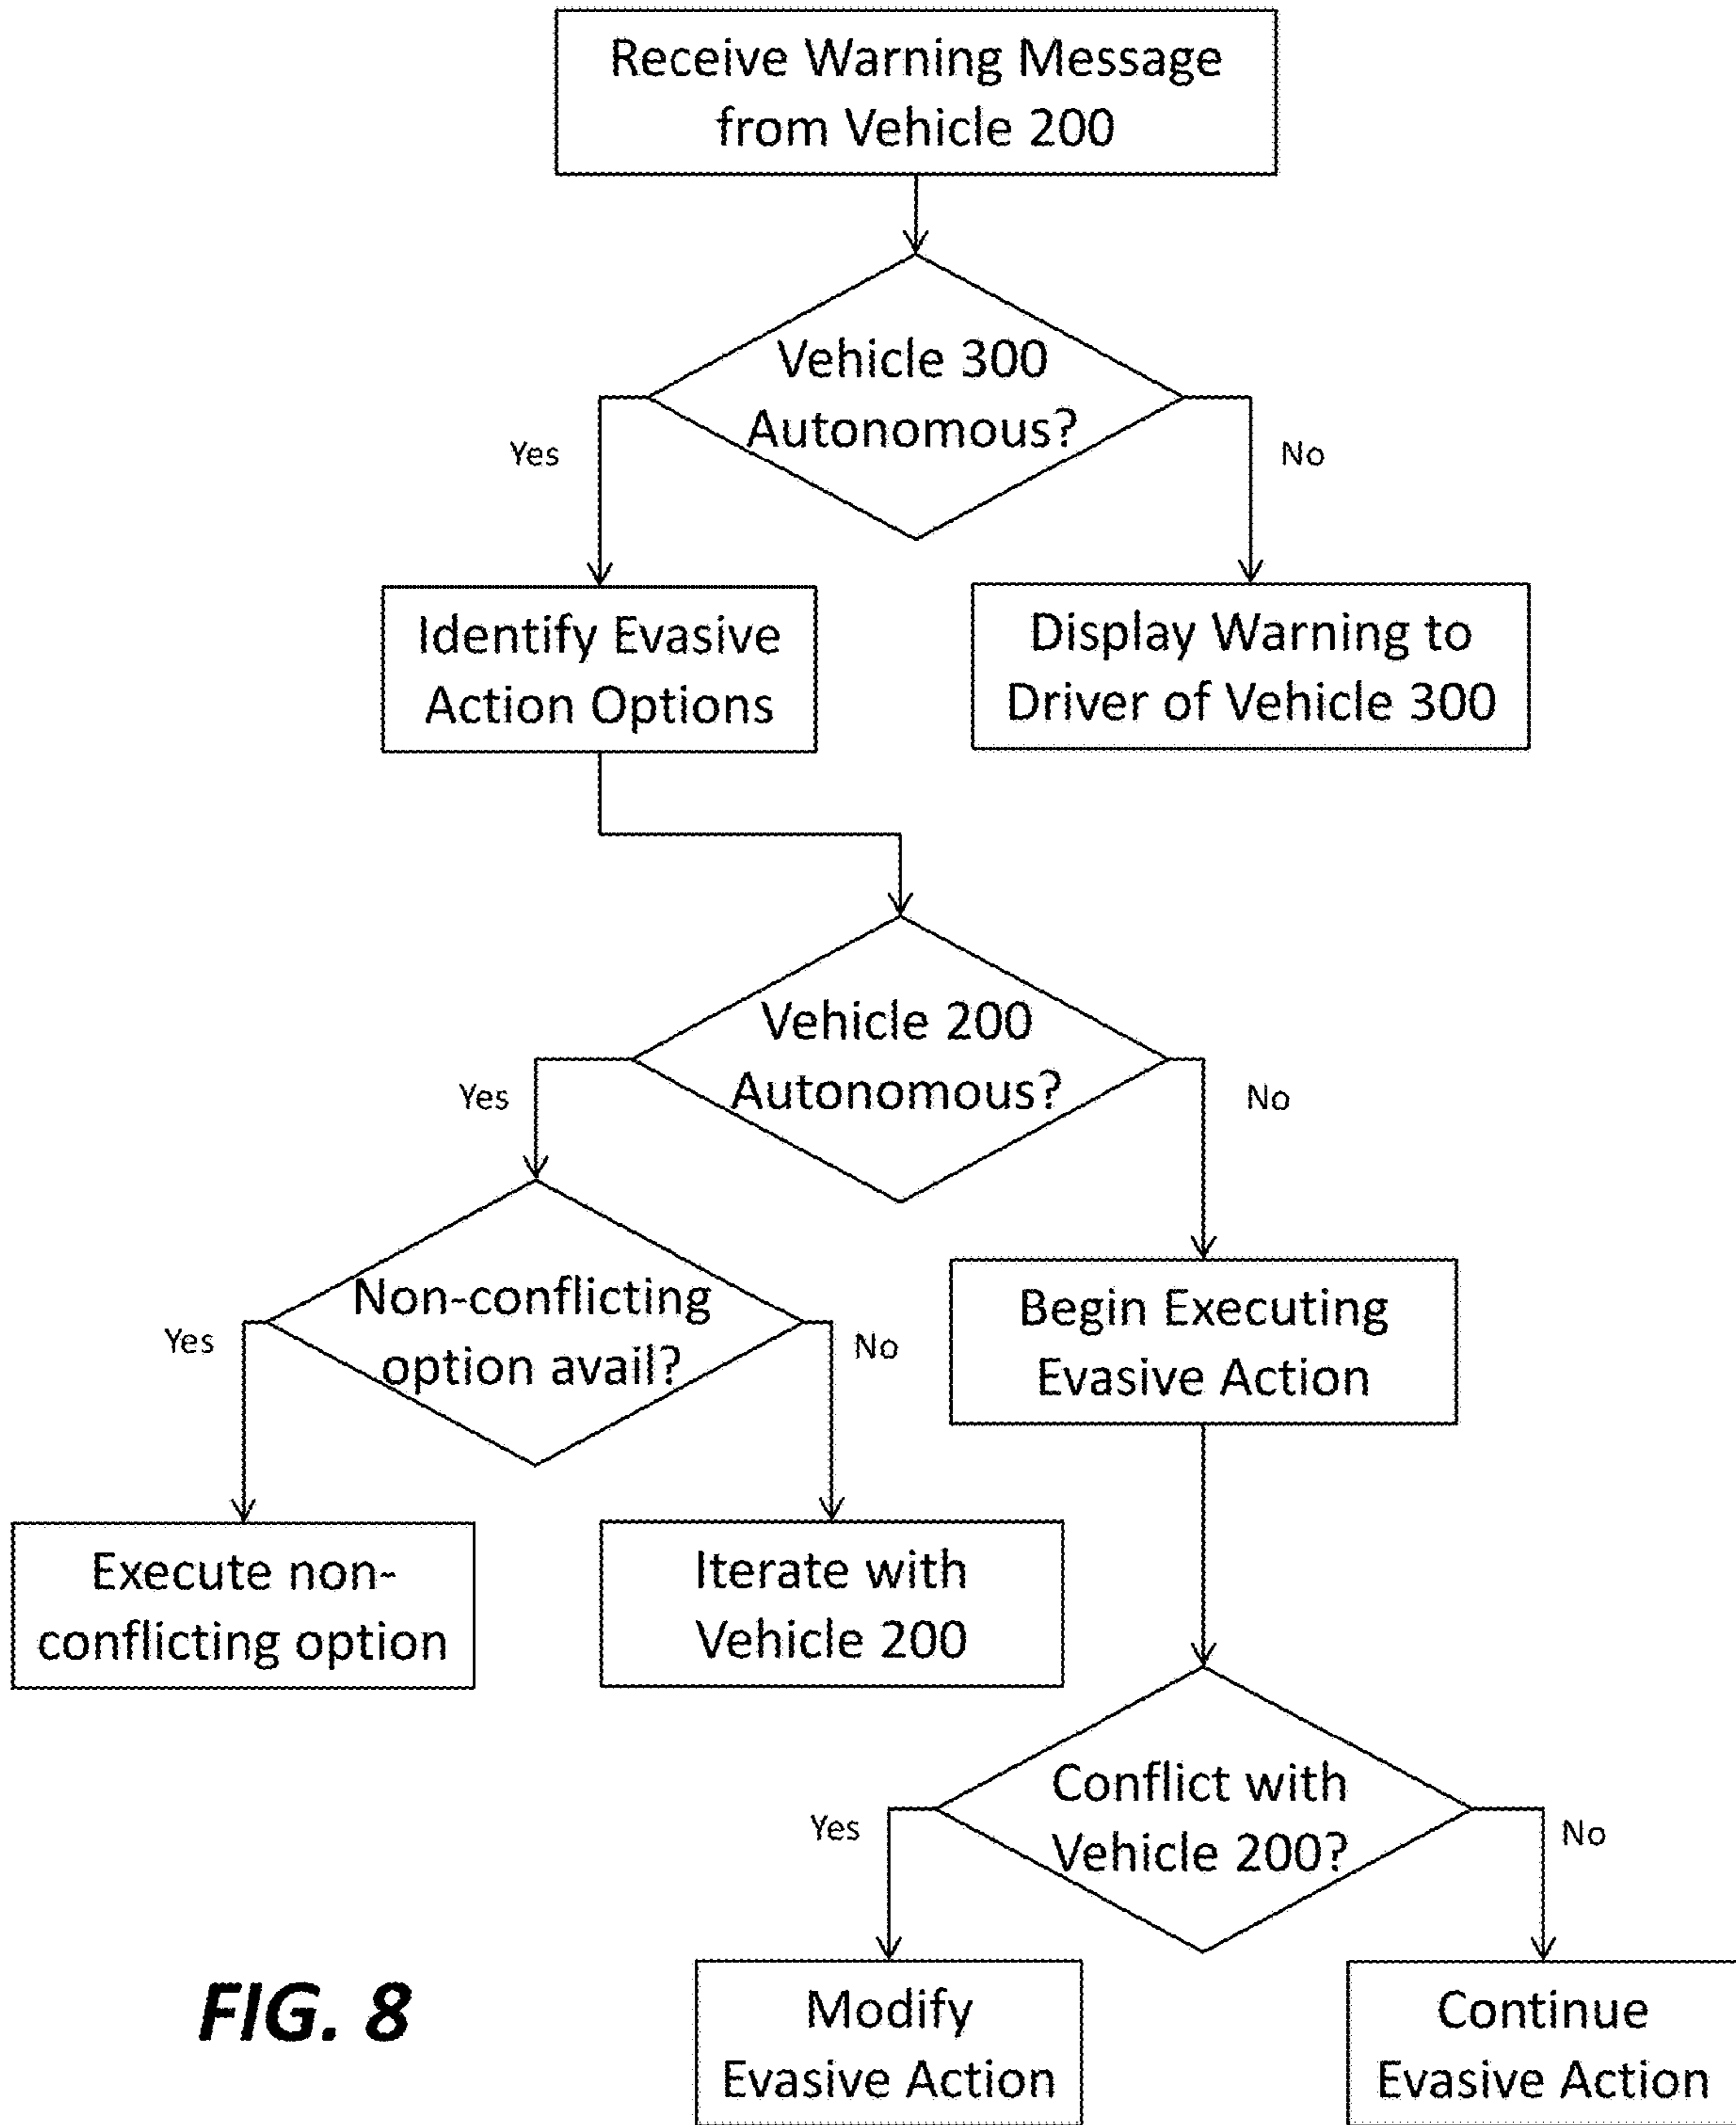 Receive Warning Message
from Vehicle 200
Vehicle 300
Autonomous?
Yes
No
Identify Evasive
Action Options
Display Warning to
Driver of Vehicle 300
Vehicle 200
Autonomous?
Yes
No
Non-conflicting
option avail?
Yes
No
Begin Executing
Evasive Action
Execute non-
conflicting option
Iterate with
Vehicle 200
Conflict with
Vehicle 200?
Yes
No
Modify
Evasive Action
Continue
Evasive Action
FIG. 8